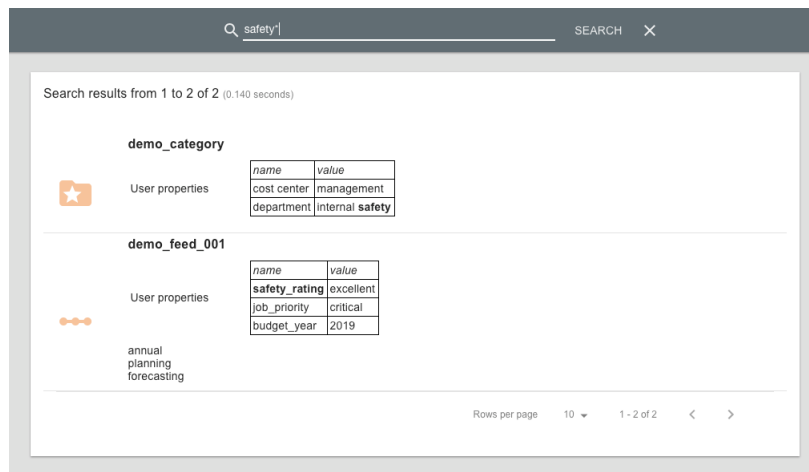 safety*
SEARCH
Search results from 1 to 2 of 2 (0.140 seconds)
demo_category
User properties
name value
cost center management
department internal safety
demo_feed_001
User properties
name value
safety_rating excellent
job_priority critical
budget_year 2019
annual
planning
forecasting
Rows per page 10 1 - 2 of 2